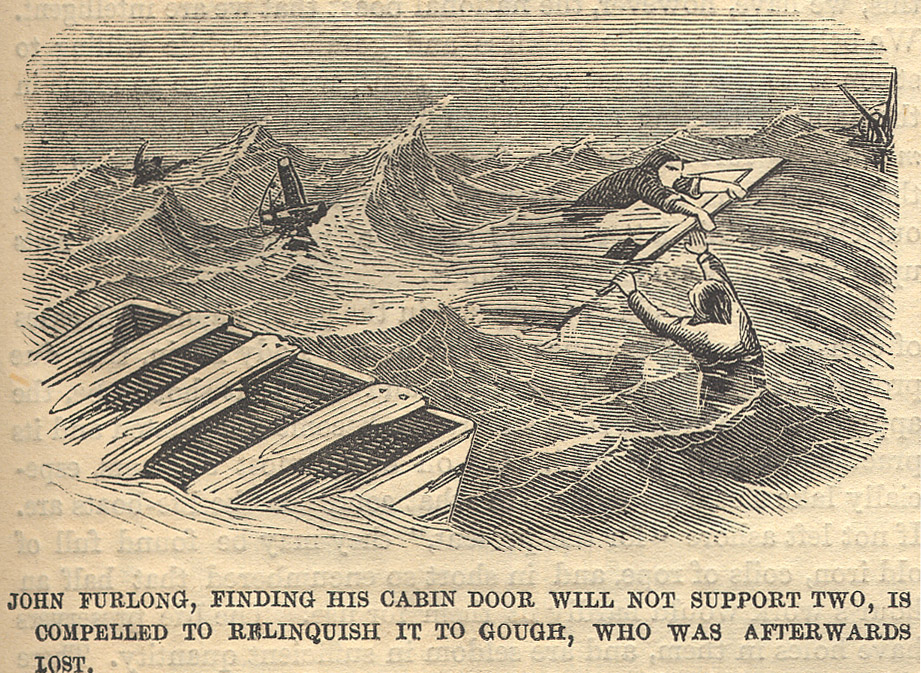 JOHN FURLONG, FINDING HIS CABIN DOOR WILL NOT SUPPORT TWO, IS
COMPELLED TO RELINQUISH IT TO GOUGH, WHO WAS AFTERWARDS
LOST.